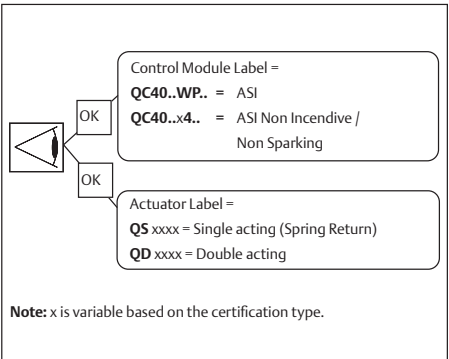 Control Module Label =
QC40..WP.. = ASI
QC40..x4.. = ASI Non Incendive /
Non Sparking
OK
OK
Actuator Label =
QS xxxx = Single acting (Spring Return)
QD xxxx = Double acting
Note: x is variable based on the certification type.